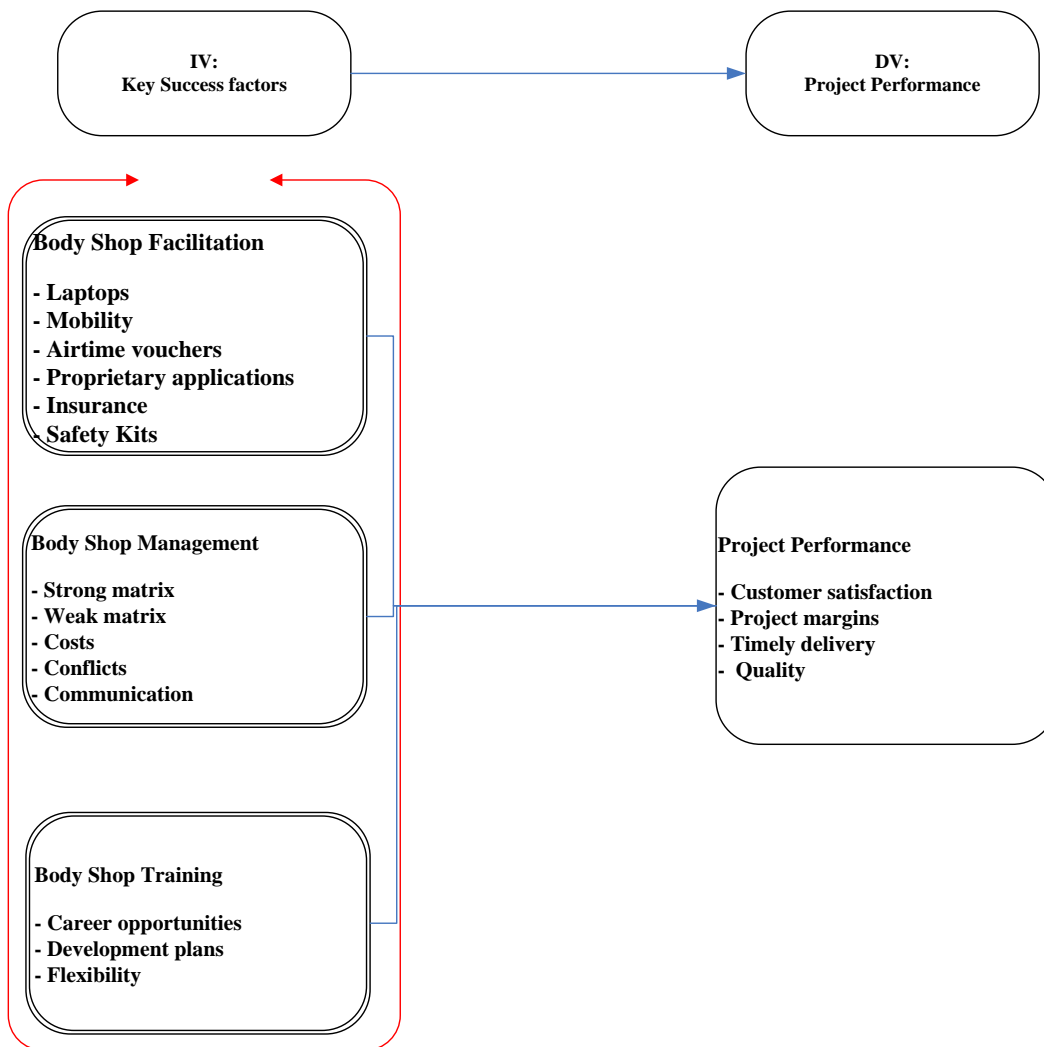 IV:
Key Success factors
DV:
Project Performance
Body Shop Facilitation
- Laptops
- Mobility
- Airtime vouchers
- Proprietary applications
- Insurance
- Safety Kits
Body Shop Management
- Strong matrix
- Weak matrix
- Costs
- Conflicts
- Communication
Body Shop Training
- Career opportunities
- Development plans
- Flexibility
Project Performance
- Customer satisfaction
- Project margins
- Timely delivery
- Quality